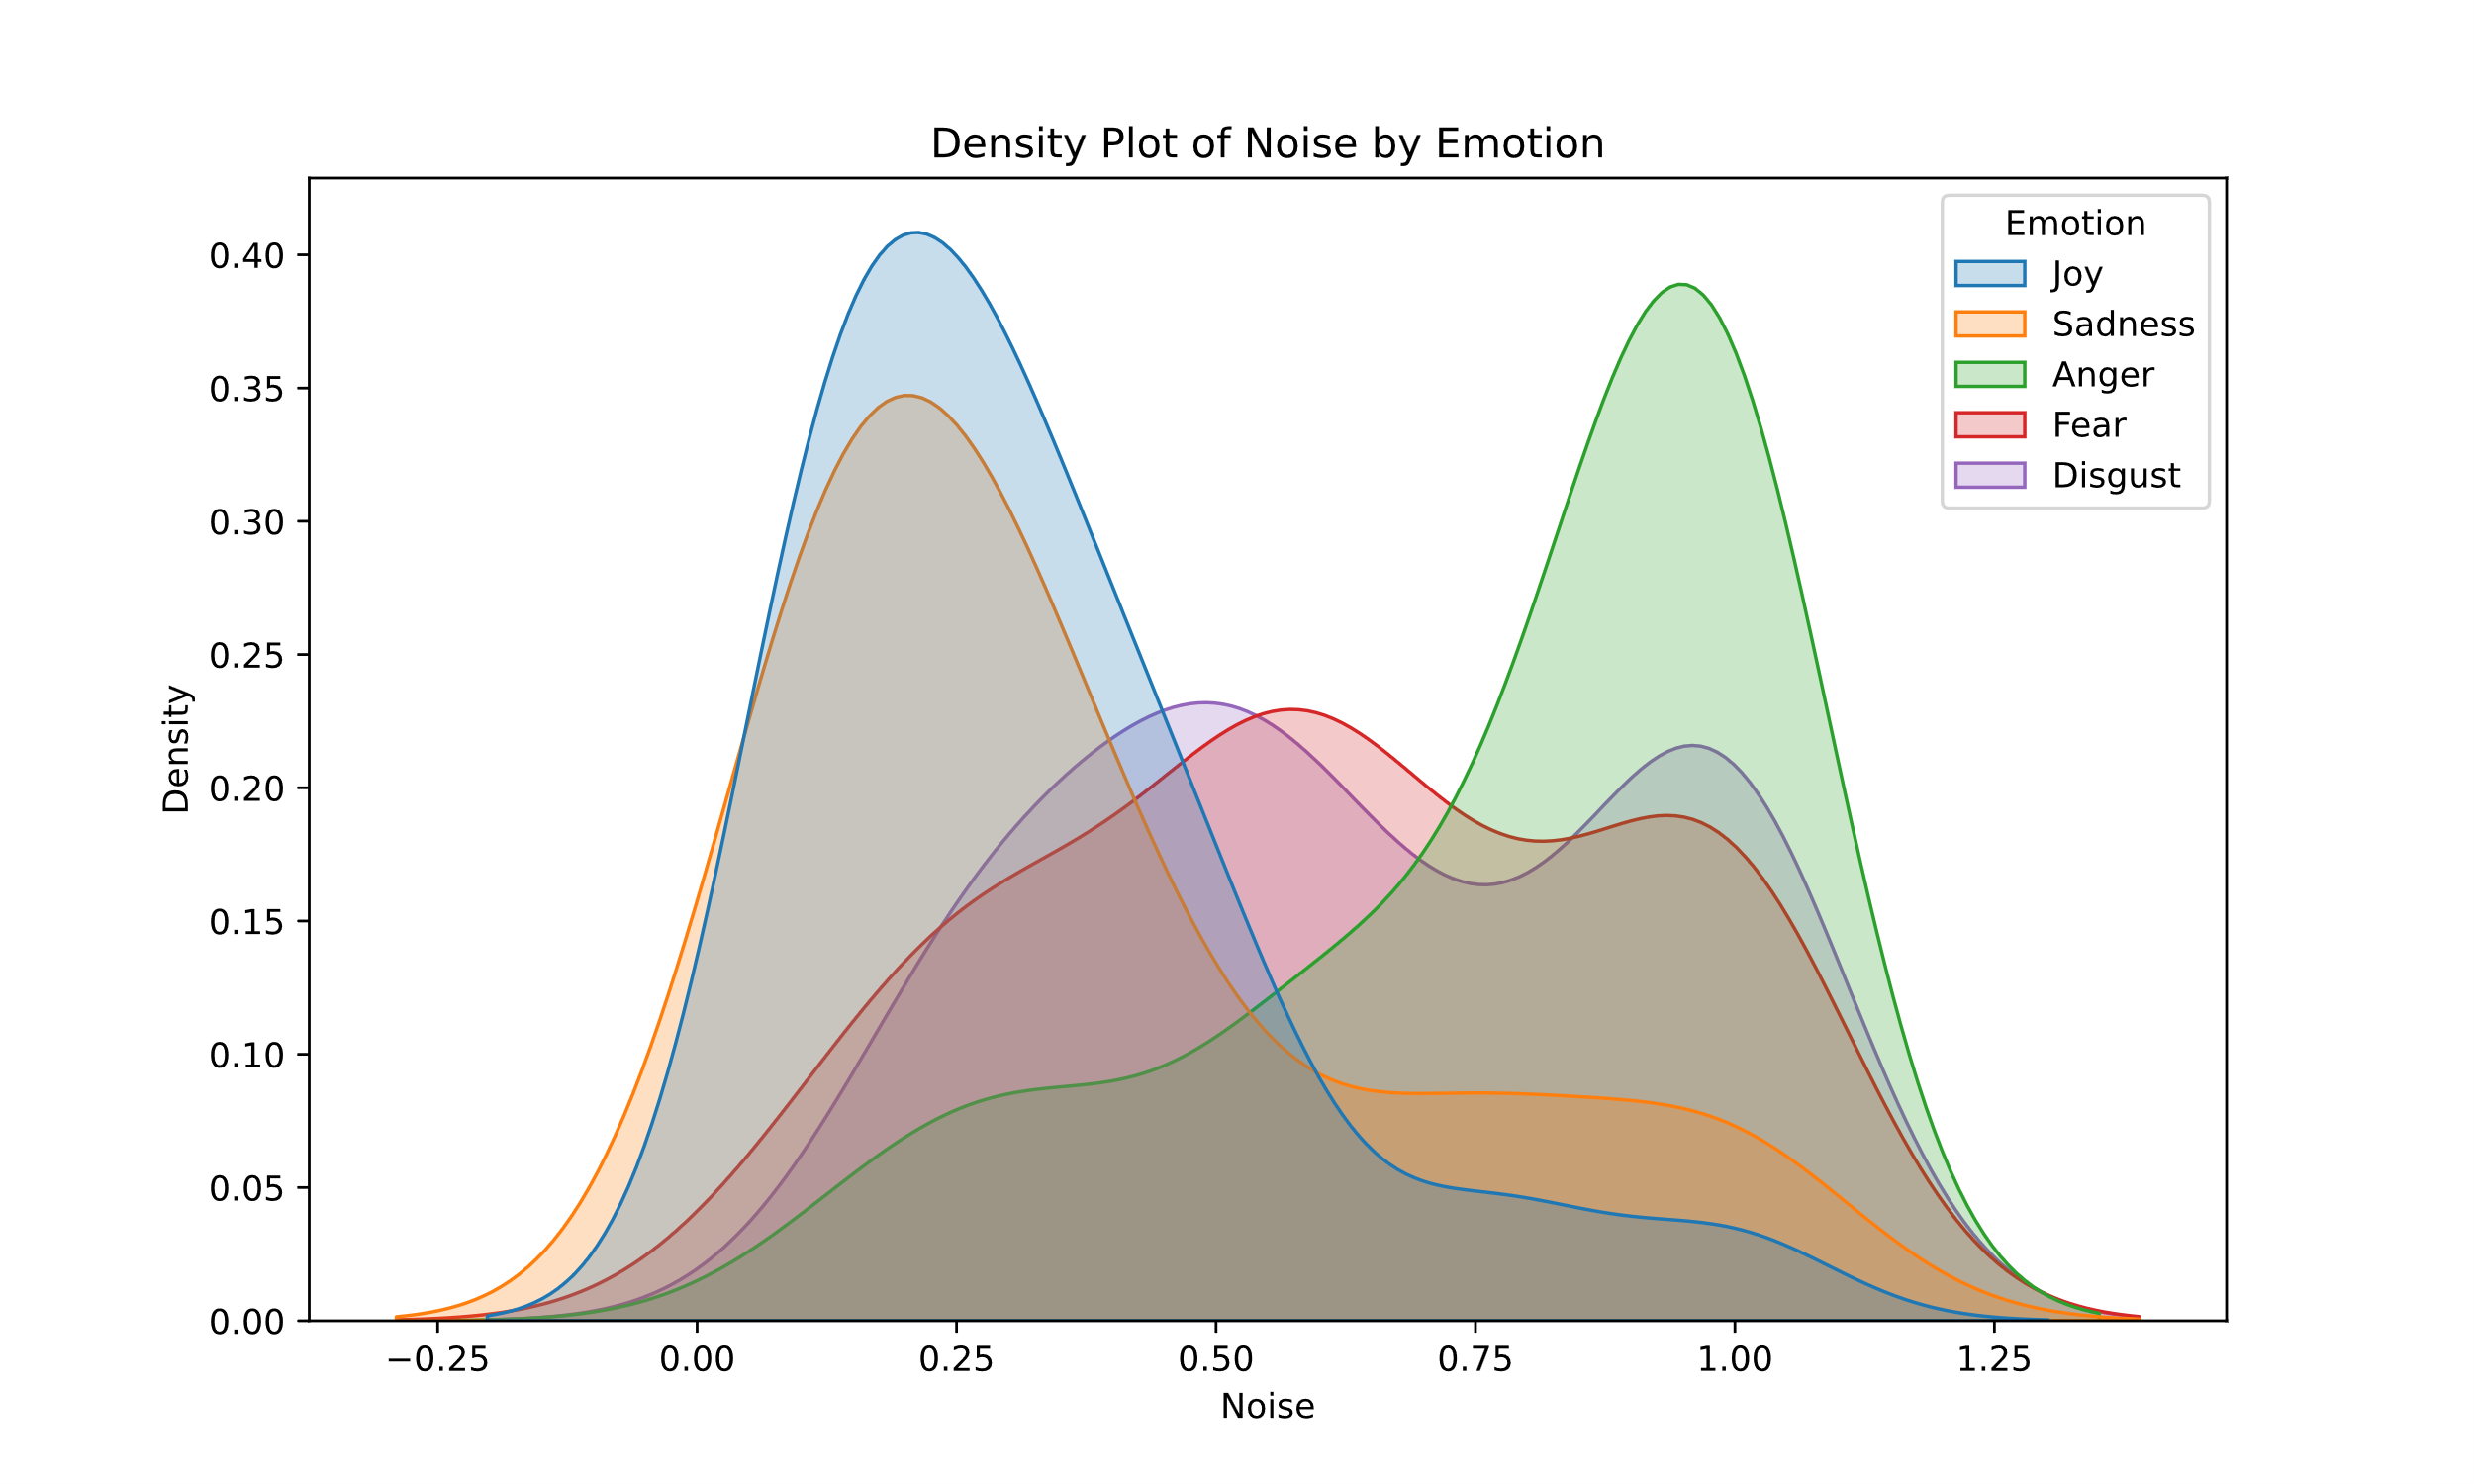 Density Plot of Noise by Emotion
Emotion
Joy
Sadness
Anger
Fear
Disgust
Density
0.40
0.35
0.30
0.25
0.20
0.15
0.10
0.05
0.00
−0.25 0.00 0.25 0.50 0.75 1.00 1.25
Noise